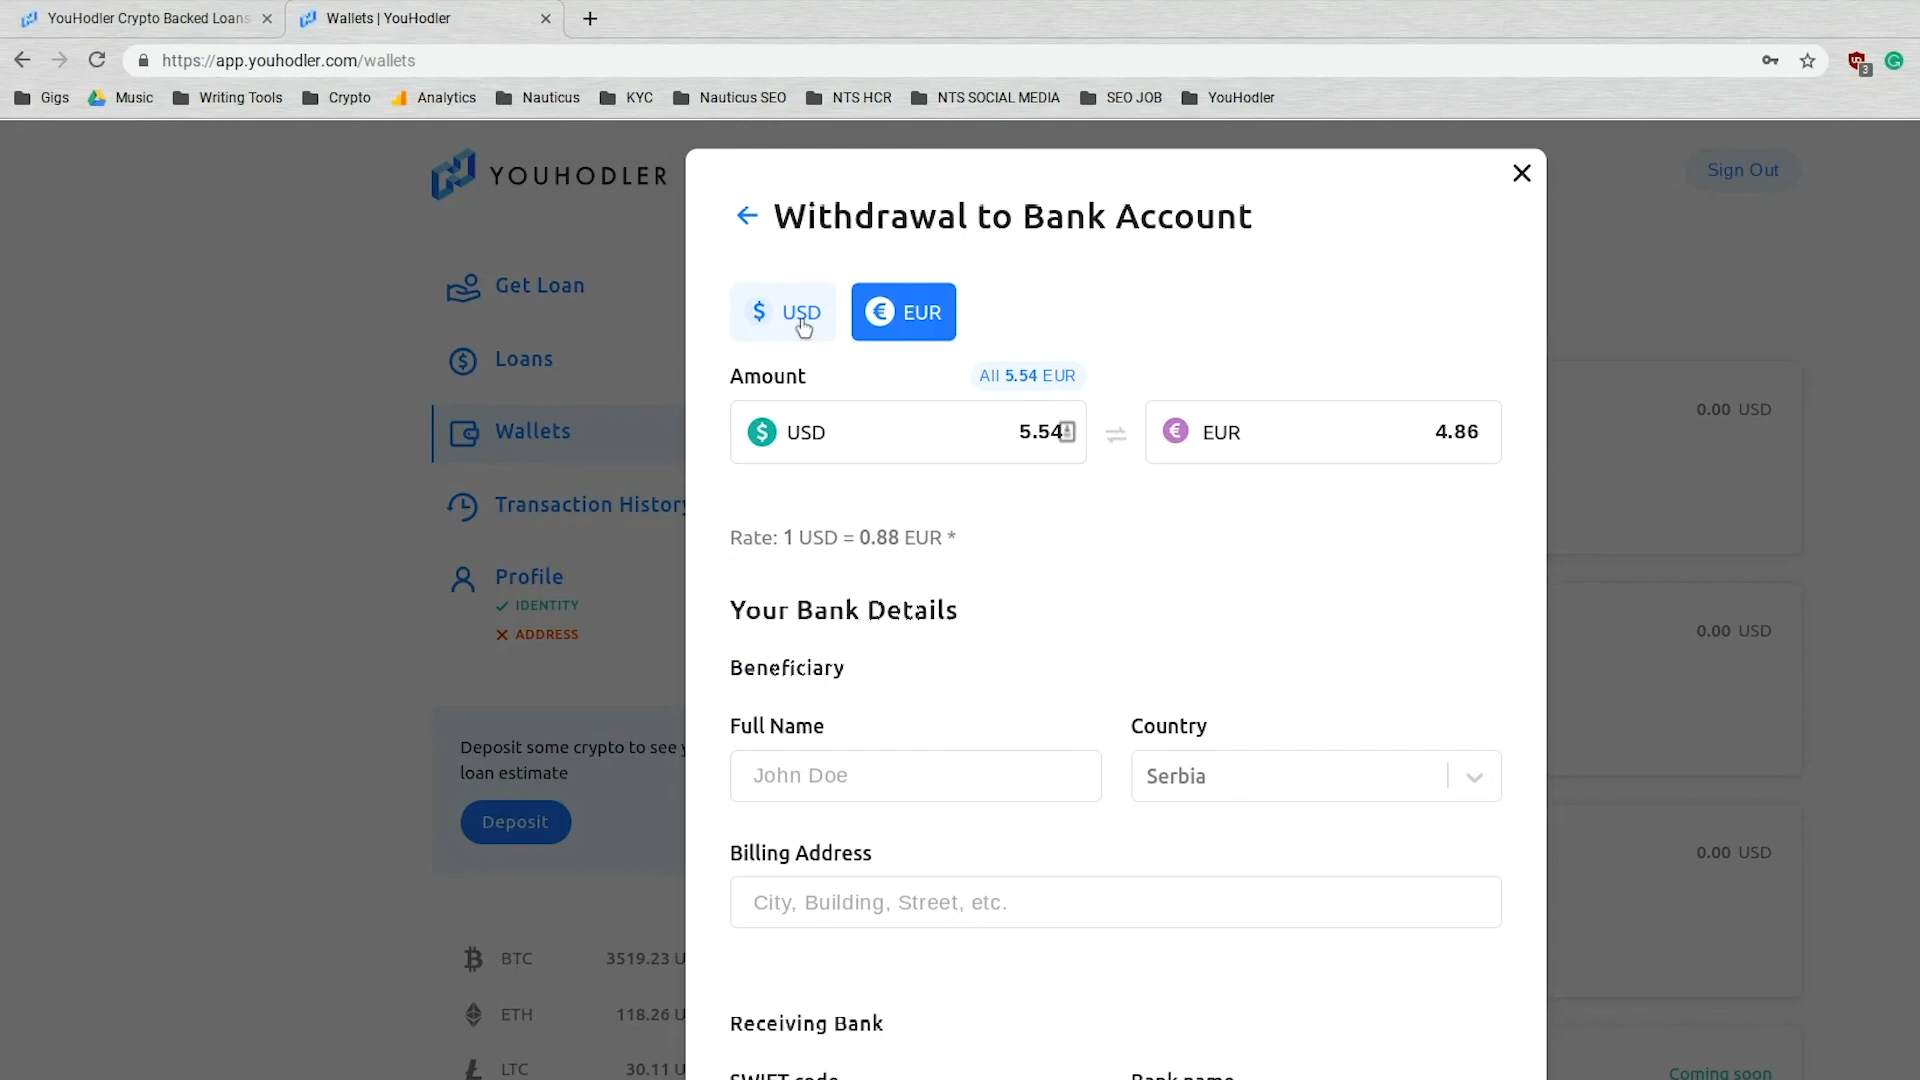 YouHodler Crypto Backed Loans
Wallets | YouHodler
https://app.youhodler.com/wallets
3
Gigs
Music
Writing Tools
Crypto
Analytics
Nauticus
KYC
Nauticus SEO
NTS HCR
NTS SOCIAL MEDIA
SEO JOB
YouHodler
YOUHODLER
Sign Out
Get Loan
Loans
Wallets
Transaction History
Profile
IDENTITY
ADDRESS
Deposit some crypto to see
loan estimate
Deposit
BTC 3519.23 U
ETH 118.26 U
LTC 30.11 U
Withdrawal to Bank Account
$ USD
€ EUR
Amount
All 5.54 EUR
$ USD 5.54
€ EUR 4.86
Rate: 1 USD = 0.88 EUR *
Your Bank Details
Beneficiary
Full Name
Country
John Doe
Serbia
Billing Address
City, Building, Street, etc.
Receiving Bank
SWIFT code
Bank name
0.00 USD
0.00 USD
0.00 USD
Coming soon